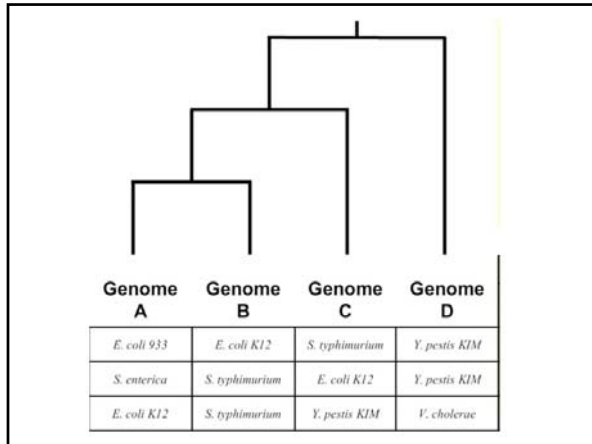 Genome Genome Genome Genome
A B C D
E. coli 933 E. coli K12 S. typhimurium Y. pestis KIM
S. enterica S. typhimurium E. coli K12 Y. pestis KIM
E. coli K12 S. typhimurium Y. pestis KIM V. cholerae